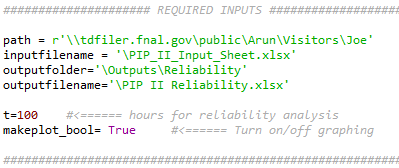 ##################### REQUIRED INPUTS ###################
path = r'\\tdfiler.fnal.gov\public\Arun\Visitors\Joe'
inputfilename = '\PIP_II_Input_Sheet.xlsx'
outputfolder='\Outputs\Reliability'
outputfilename='\PIP II Reliability.xlsx'
t=100 #<====== hours for reliability analysis
makeplot_bool= True #<====== Turn on/off graphing
#########################################################